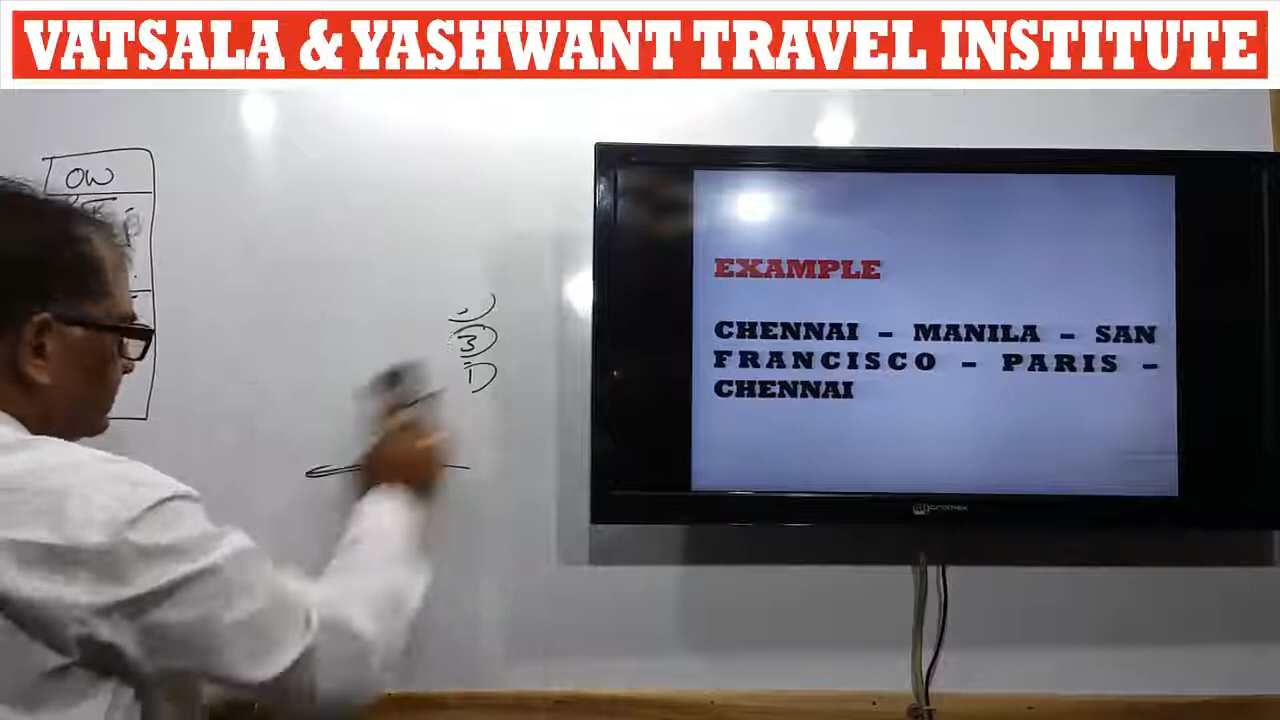 VATSALA & YASHWANT TRAVEL INSTITUTE
OW
EXAMPLE
CHENNAI – MANILA – SAN
FRANCISCO – PARIS –
CHENNAI